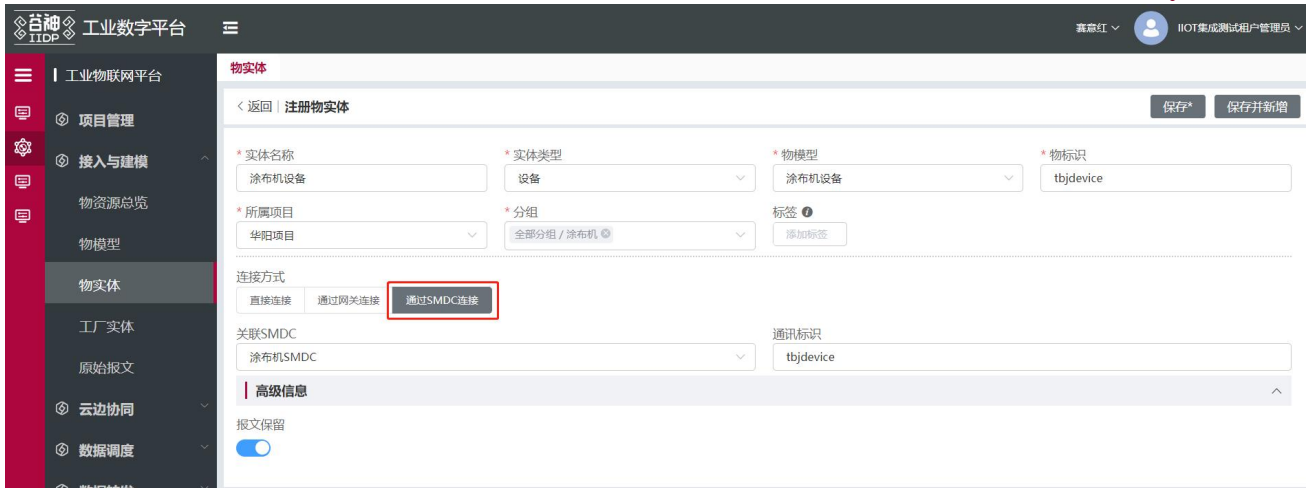 谷神 IIDP 工业数字平台
赛意红
IIOT集成测试租户管理员
工业物联网平台
项目管理
接入与建模
物资源总览
物模型
物实体
工厂实体
原始报文
云边协同
数据调度
物实体
< 返回 | 注册物实体
保存*
保存并新增
* 实体名称
* 实体类型
* 物模型
* 物标识
涂布机设备
设备
涂布机设备
tbjdevice
* 所属项目
* 分组
标签
华阳项目
全部分组 / 涂布机
添加标签
连接方式
直接连接
通过网关连接
通过SMDC连接
关联SMDC
通讯标识
涂布机SMDC
tbjdevice
高级信息
报文保留